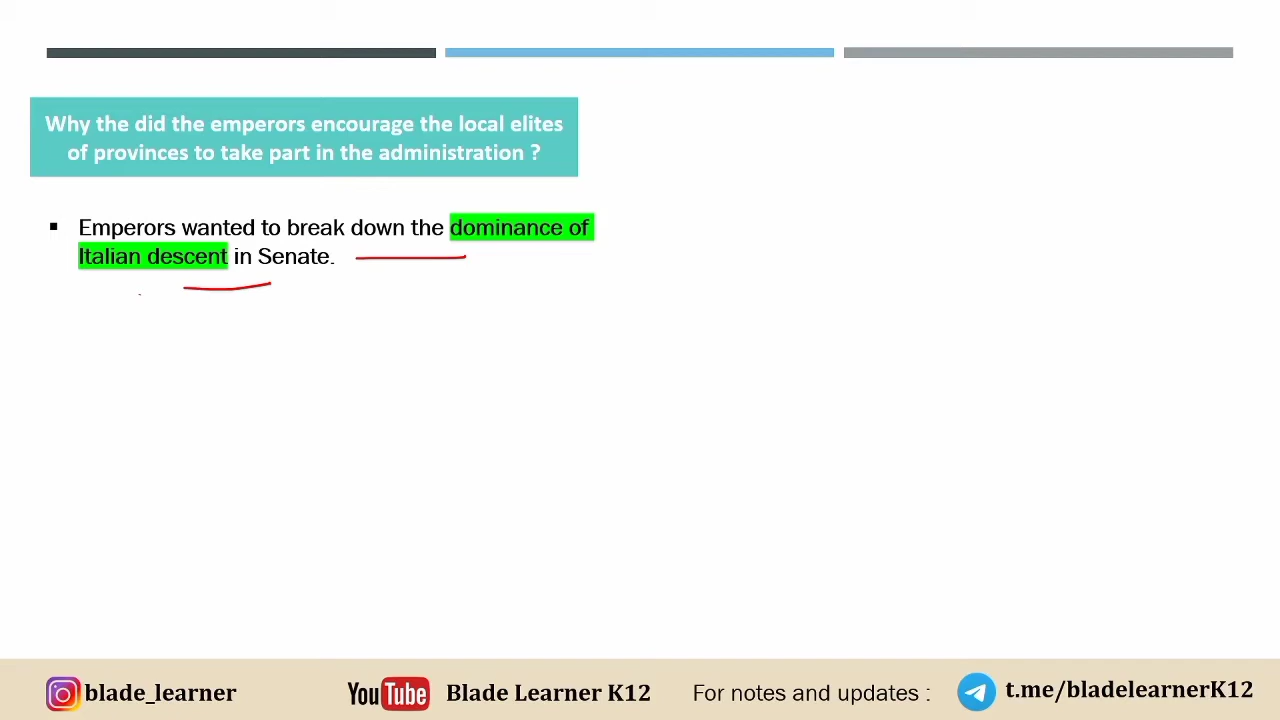 Why the did the emperors encourage the local elites
of provinces to take part in the administration ?
▪ Emperors wanted to break down the dominance of
Italian descent in Senate.
blade_learner
YouTube
Blade Learner K12
For notes and updates :
t.me/bladelearnerK12